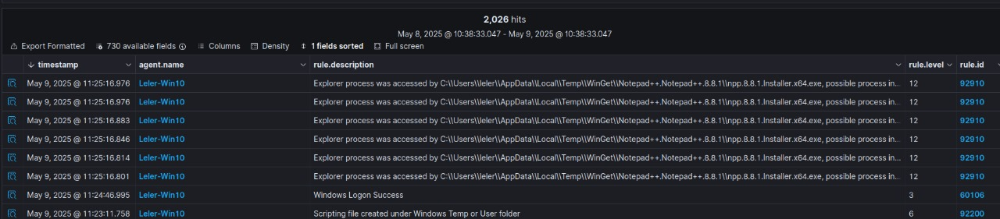 2,026 hits
May 8, 2025 @ 10:38:33.047 - May 9, 2025 @ 10:38:33.047
Export Formatted 730 available fields Columns Density 1 fields sorted Full screen
timestamp agent.name rule.description rule.level rule.id
May 9, 2025 @ 11:25:16.976 Leler-Win10 Explorer process was accessed by C:\\Users\\leler\\AppData\\Local\\Temp\\WinGet\\Notepad++.Notepad++.8.8.1\\npp.8.8.1.Installer.x64.exe, possible process in... 12 92910
May 9, 2025 @ 11:25:16.976 Leler-Win10 Explorer process was accessed by C:\\Users\\leler\\AppData\\Local\\Temp\\WinGet\\Notepad++.Notepad++.8.8.1\\npp.8.8.1.Installer.x64.exe, possible process in... 12 92910
May 9, 2025 @ 11:25:16.883 Leler-Win10 Explorer process was accessed by C:\\Users\\leler\\AppData\\Local\\Temp\\WinGet\\Notepad++.Notepad++.8.8.1\\npp.8.8.1.Installer.x64.exe, possible process in... 12 92910
May 9, 2025 @ 11:25:16.846 Leler-Win10 Explorer process was accessed by C:\\Users\\leler\\AppData\\Local\\Temp\\WinGet\\Notepad++.Notepad++.8.8.1\\npp.8.8.1.Installer.x64.exe, possible process in... 12 92910
May 9, 2025 @ 11:25:16.814 Leler-Win10 Explorer process was accessed by C:\\Users\\leler\\AppData\\Local\\Temp\\WinGet\\Notepad++.Notepad++.8.8.1\\npp.8.8.1.Installer.x64.exe, possible process in... 12 92910
May 9, 2025 @ 11:25:16.801 Leler-Win10 Explorer process was accessed by C:\\Users\\leler\\AppData\\Local\\Temp\\WinGet\\Notepad++.Notepad++.8.8.1\\npp.8.8.1.Installer.x64.exe, possible process in... 12 92910
May 9, 2025 @ 11:24:46.995 Leler-Win10 Windows Logon Success 3 60106
May 9, 2025 @ 11:23:11.758 Leler-Win10 Scripting file created under Windows Temp or User folder 6 92200